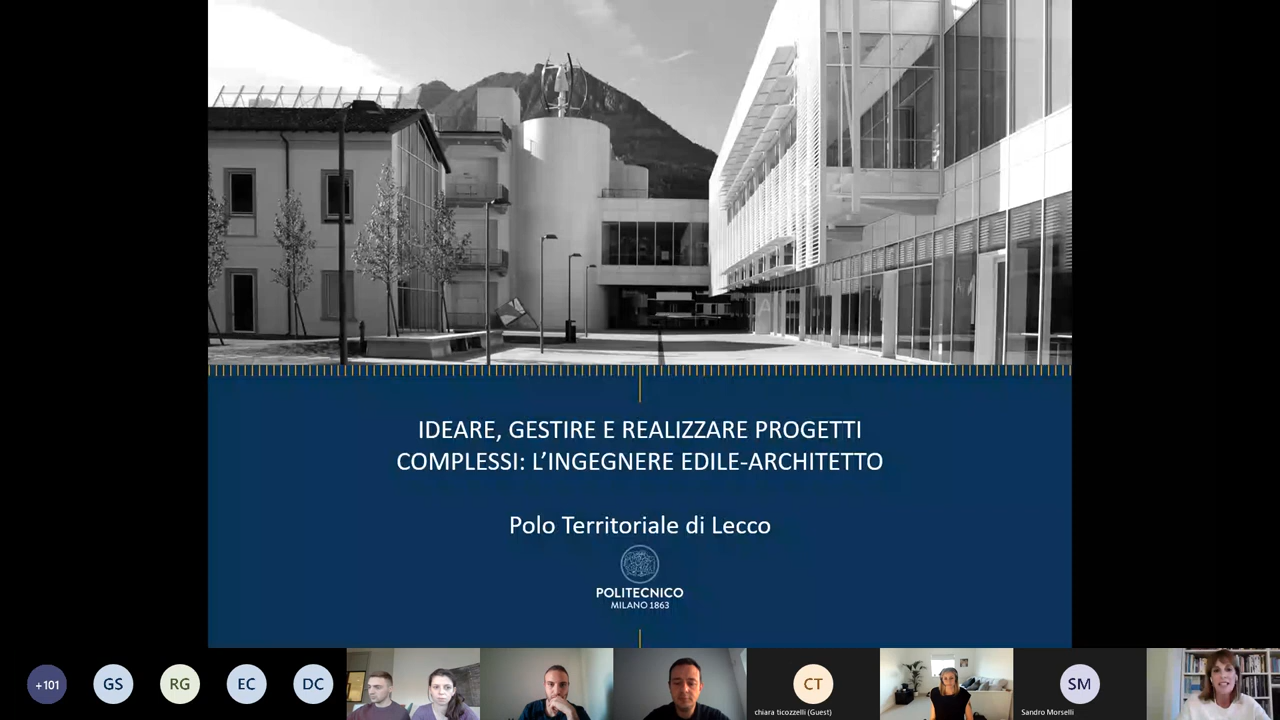 IDEARE, GESTIRE E REALIZZARE PROGETTI
COMPLESSI: L'INGEGNERE EDILE-ARCHITETTO
Polo Territoriale di Lecco
POLITECNICO
MILANO 1863
+101
GS
RG
EC
DC
CT
chiara ticozzelli (Guest)
SM
Sandro Morselli